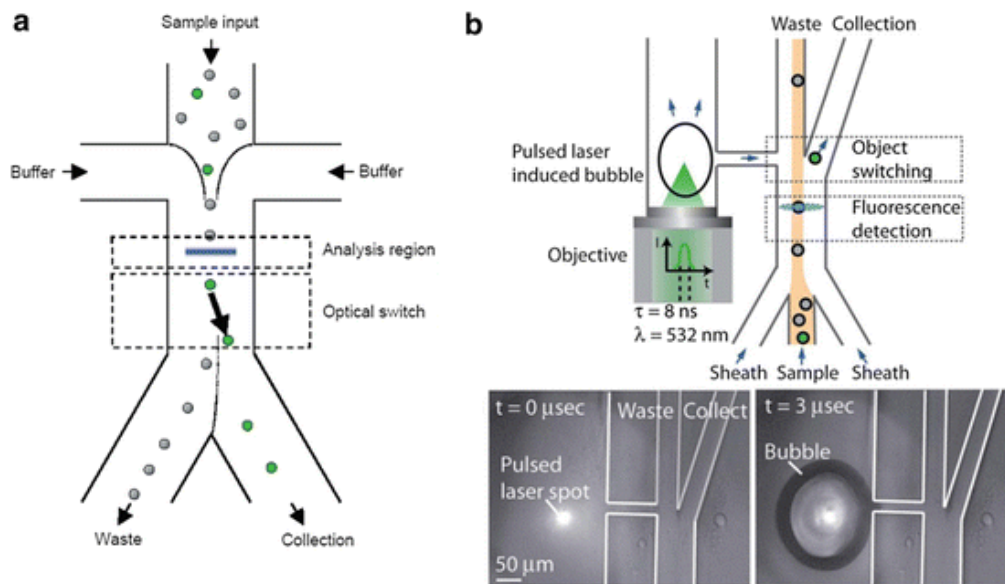 a
Sample input
Buffer
Buffer
Analysis region
Optical switch
Waste
Collection
b
Waste Collection
Pulsed laser
induced bubble
Object
switching
Fluorescence
detection
Objective
I
t
τ = 8 ns
λ = 532 nm
Sheath Sample Sheath
t = 0 μsec
Waste Collect
Pulsed
laser spot
50 μm
t = 3 μsec
Bubble